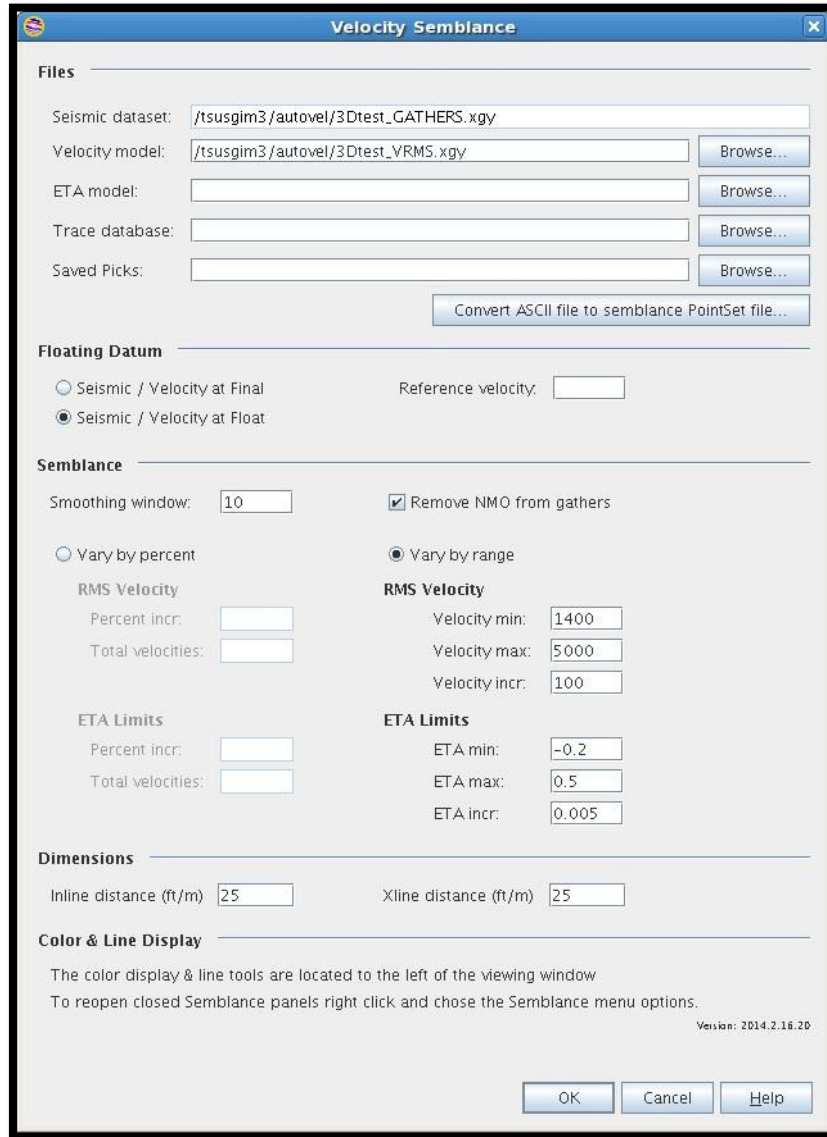 Velocity Semblance
Files
Seismic dataset: /tsusgim3/autovel/3Dtest_GATHERS.xgy
Velocity model: /tsusgim3/autovel/3Dtest_VRMS.xgy Browse...
ETA model: Browse...
Trace database: Browse...
Saved Picks: Browse...
Convert ASCII file to semblance PointSet file...
Floating Datum
Seismic / Velocity at Final Reference velocity:
Seismic / Velocity at Float
Semblance
Smoothing window: 10 Remove NMO from gathers
Vary by percent Vary by range
RMS Velocity RMS Velocity
Percent incr: Velocity min: 1400
Total velocities: Velocity max: 5000
Velocity incr: 100
ETA Limits ETA Limits
Percent incr: ETA min: -0.2
Total velocities: ETA max: 0.5
ETA incr: 0.005
Dimensions
Inline distance (ft/m) 25 Xline distance (ft/m) 25
Color & Line Display
The color display & line tools are located to the left of the viewing window
To reopen closed Semblance panels right click and chose the Semblance menu options.
Version: 2014.2.16.20
OK Cancel Help